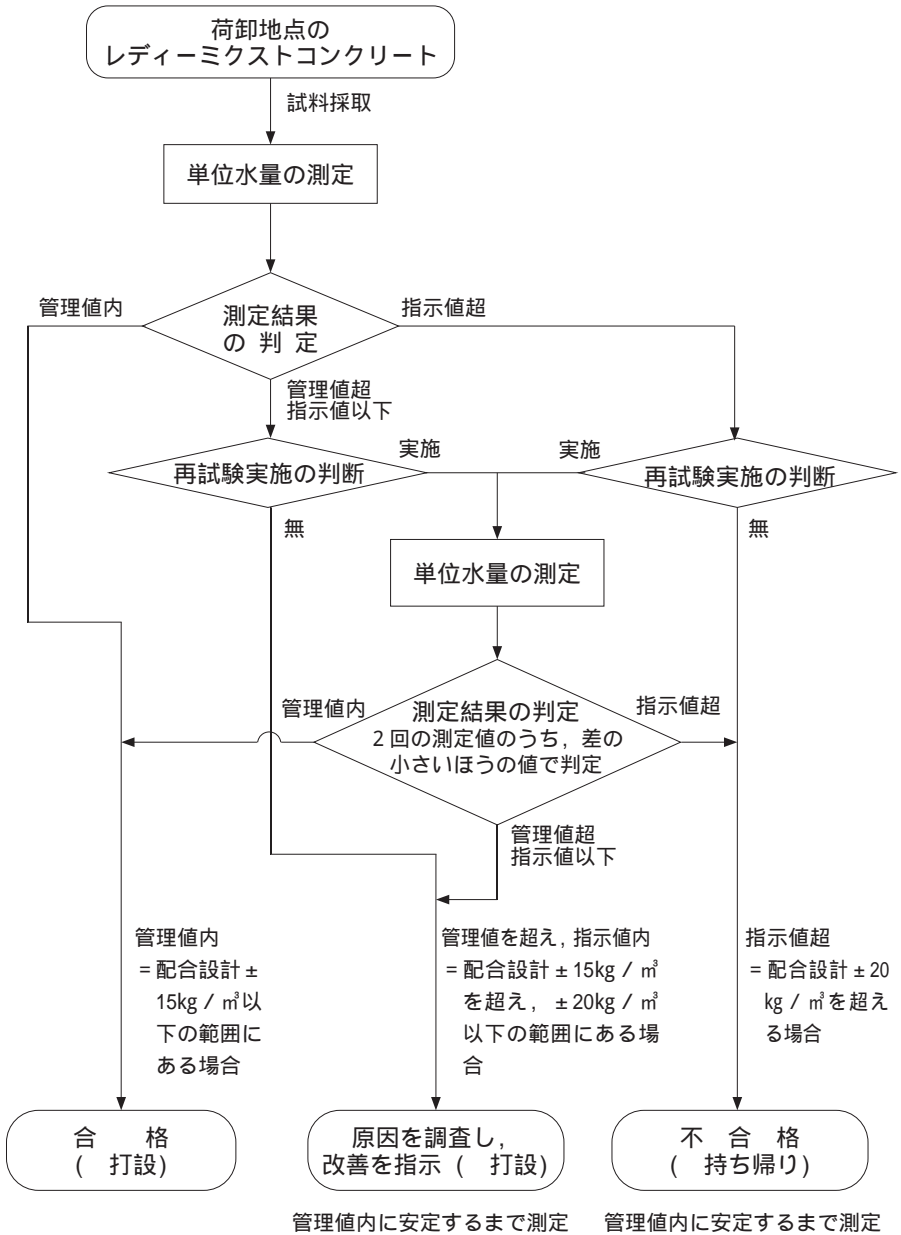 荷卸地点の
レディーミクストコンクリート
試料採取
単位水量の測定
管理値内
測定結果
の 判 定
指示値超
管理値超
指示値以下
再試験実施の判断
実施
実施
再試験実施の判断
無
無
単位水量の測定
管理値内
測定結果の判定
2回の測定値のうち，差の
小さいほうの値で判定
指示値超
管理値超
指示値以下
管理値内
＝配合設計±
15kg／㎥以
下の範囲に
ある場合
管理値を超え，指示値内
＝配合設計±15kg／㎥
を超え，±20kg／㎥
以下の範囲にある場
合
指示値超
＝配合設計±20
kg／㎥を超え
る場合
合　　格
(　打設)
原因を調査し，
改善を指示 (　打設)
不　合　格
(　持ち帰り)
管理値内に安定するまで測定
管理値内に安定するまで測定